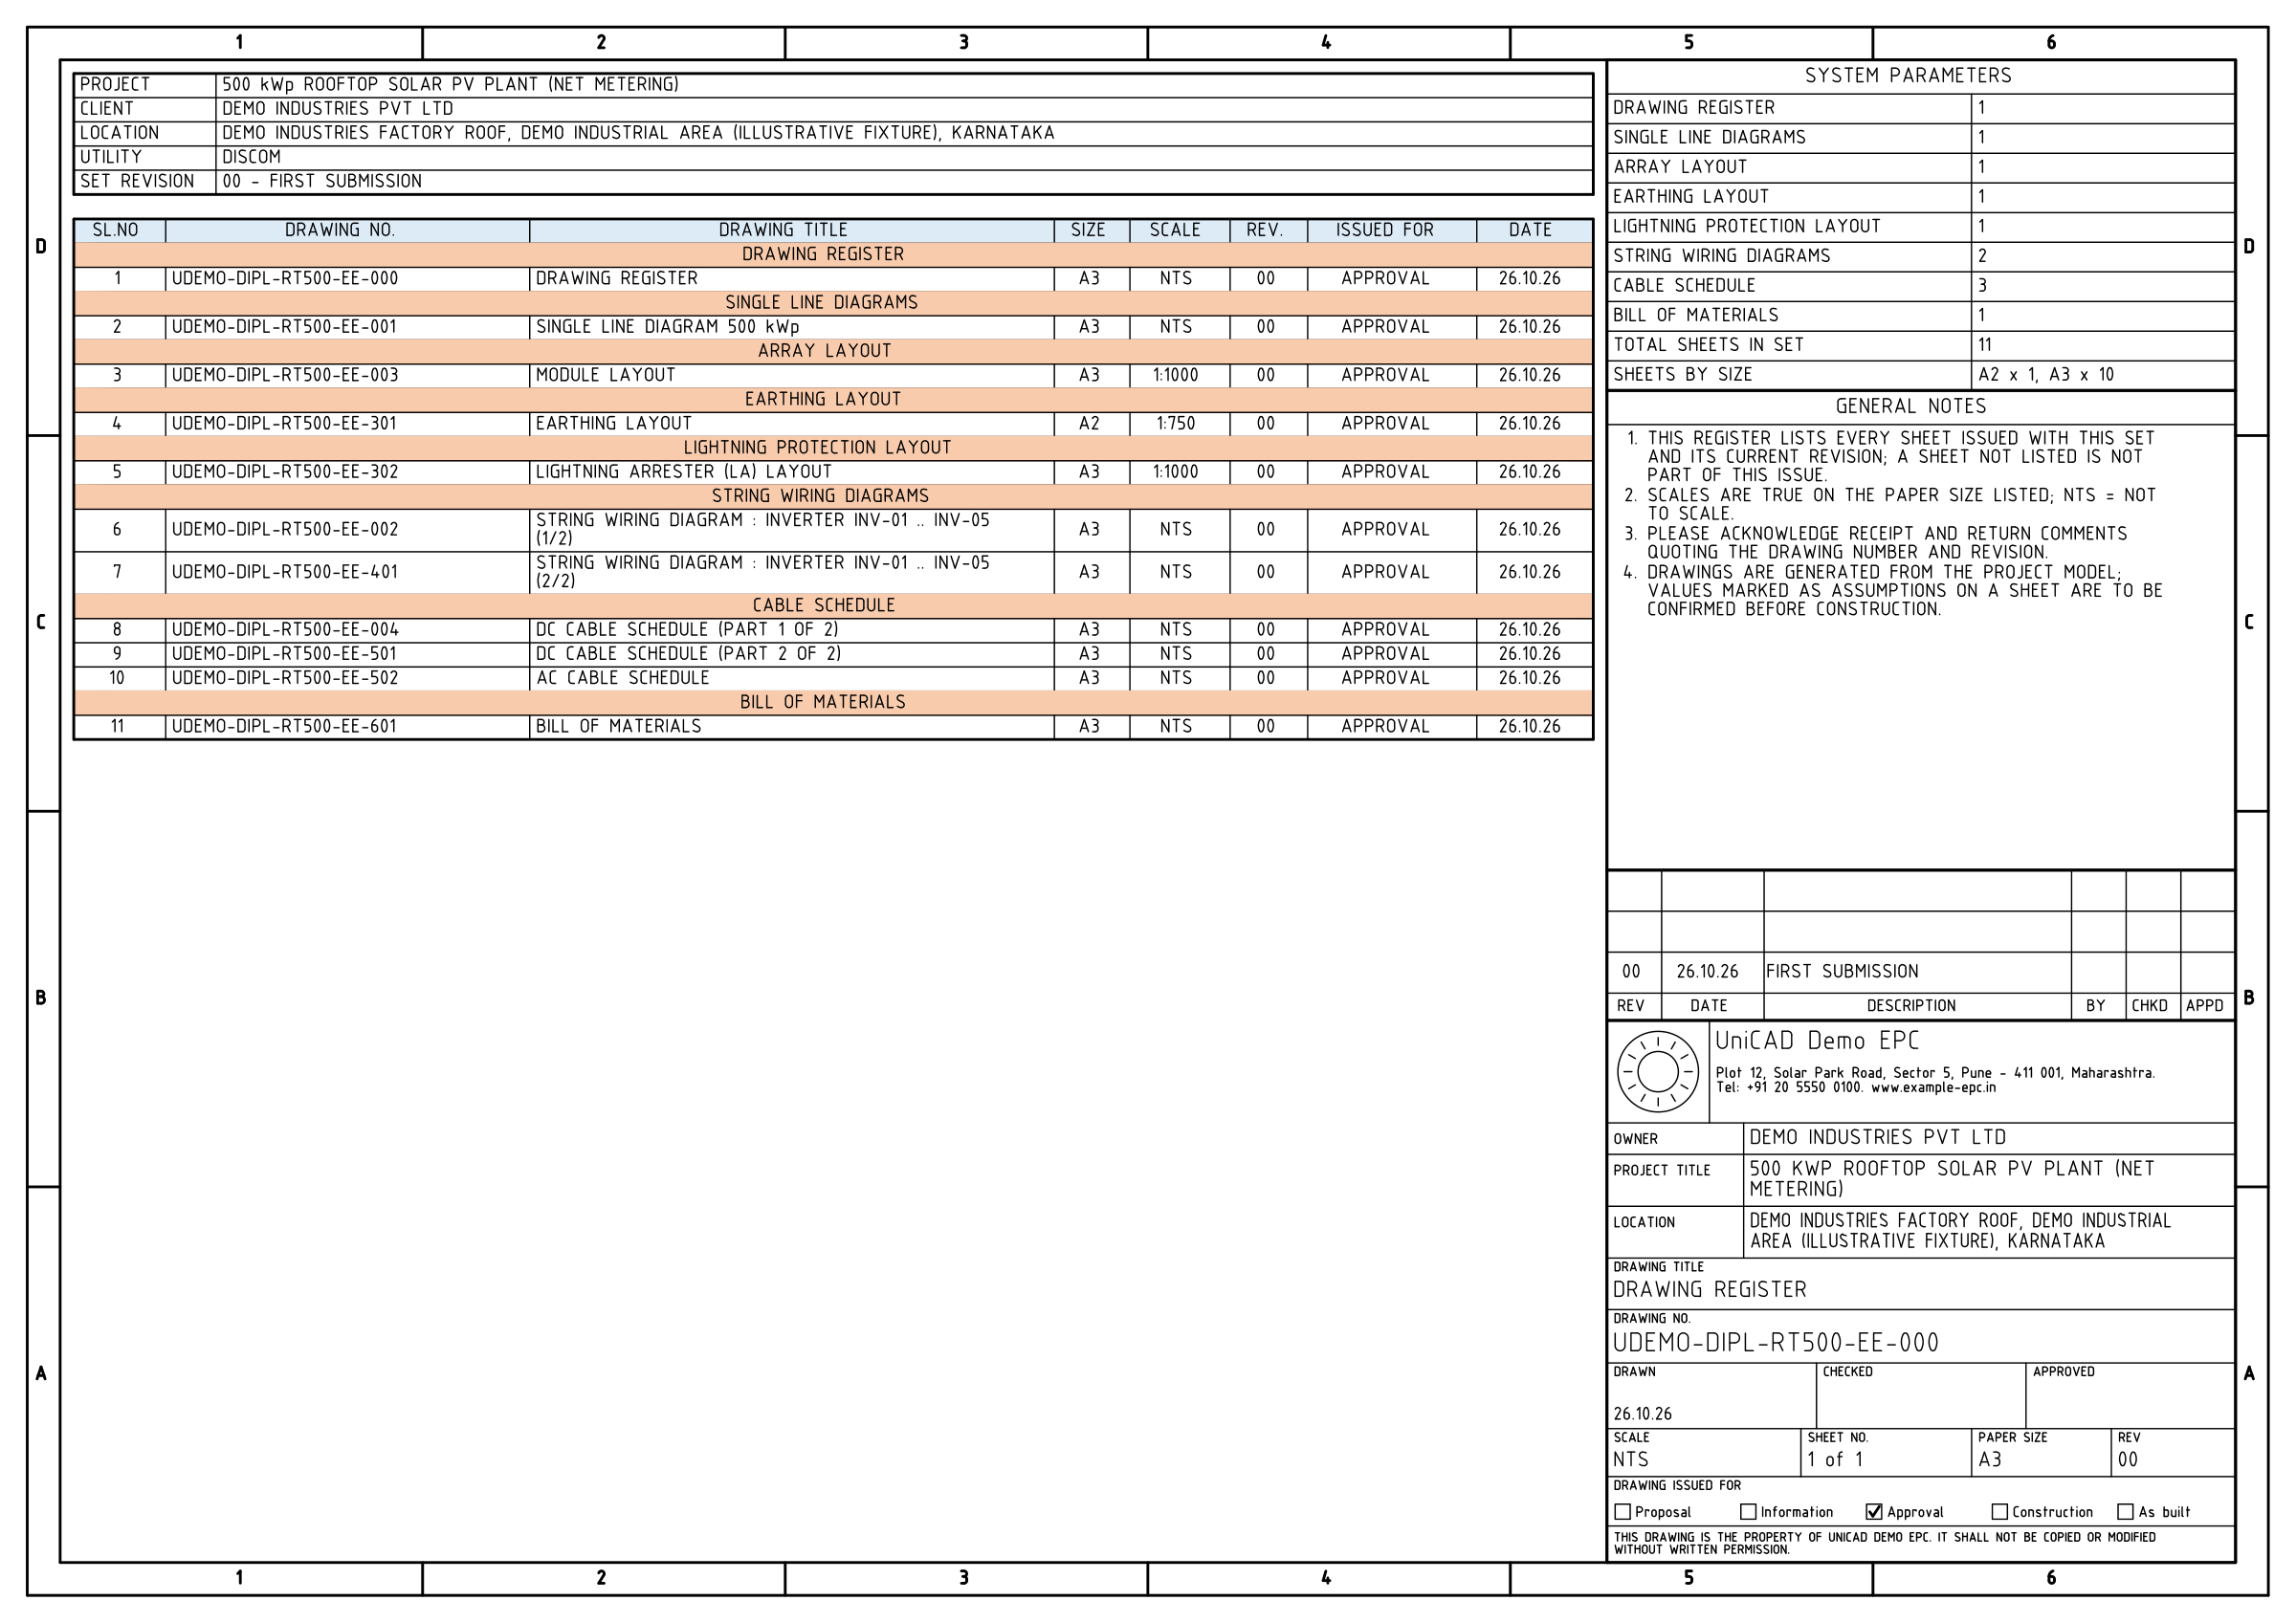 1 2 3 4 5 6
PROJECT 500 kWp ROOFTOP SOLAR PV PLANT (NET METERING)
CLIENT DEMO INDUSTRIES PVT LTD
LOCATION DEMO INDUSTRIES FACTORY ROOF, DEMO INDUSTRIAL AREA (ILLUSTRATIVE FIXTURE), KARNATAKA
UTILITY DISCOM
SET REVISION 00 - FIRST SUBMISSION
SL.NO DRAWING NO. DRAWING TITLE SIZE SCALE REV. ISSUED FOR DATE
DRAWING REGISTER
1 UDEMO-DIPL-RT500-EE-000 DRAWING REGISTER A3 NTS 00 APPROVAL 26.10.26
SINGLE LINE DIAGRAMS
2 UDEMO-DIPL-RT500-EE-001 SINGLE LINE DIAGRAM 500 kWp A3 NTS 00 APPROVAL 26.10.26
ARRAY LAYOUT
3 UDEMO-DIPL-RT500-EE-003 MODULE LAYOUT A3 1:1000 00 APPROVAL 26.10.26
EARTHING LAYOUT
4 UDEMO-DIPL-RT500-EE-301 EARTHING LAYOUT A2 1:750 00 APPROVAL 26.10.26
LIGHTNING PROTECTION LAYOUT
5 UDEMO-DIPL-RT500-EE-302 LIGHTNING ARRESTER (LA) LAYOUT A3 1:1000 00 APPROVAL 26.10.26
STRING WIRING DIAGRAMS
6 UDEMO-DIPL-RT500-EE-002 STRING WIRING DIAGRAM : INVERTER INV-01 .. INV-05 A3 NTS 00 APPROVAL 26.10.26
(1/2)
7 UDEMO-DIPL-RT500-EE-401 STRING WIRING DIAGRAM : INVERTER INV-01 .. INV-05 A3 NTS 00 APPROVAL 26.10.26
(2/2)
CABLE SCHEDULE
8 UDEMO-DIPL-RT500-EE-004 DC CABLE SCHEDULE (PART 1 OF 2) A3 NTS 00 APPROVAL 26.10.26
9 UDEMO-DIPL-RT500-EE-501 DC CABLE SCHEDULE (PART 2 OF 2) A3 NTS 00 APPROVAL 26.10.26
10 UDEMO-DIPL-RT500-EE-502 AC CABLE SCHEDULE A3 NTS 00 APPROVAL 26.10.26
BILL OF MATERIALS
11 UDEMO-DIPL-RT500-EE-601 BILL OF MATERIALS A3 NTS 00 APPROVAL 26.10.26
SYSTEM PARAMETERS
DRAWING REGISTER 1
SINGLE LINE DIAGRAMS 1
ARRAY LAYOUT 1
EARTHING LAYOUT 1
LIGHTNING PROTECTION LAYOUT 1
STRING WIRING DIAGRAMS 2
CABLE SCHEDULE 3
BILL OF MATERIALS 1
TOTAL SHEETS IN SET 11
SHEETS BY SIZE A2 x 1, A3 x 10
GENERAL NOTES
1. THIS REGISTER LISTS EVERY SHEET ISSUED WITH THIS SET
AND ITS CURRENT REVISION; A SHEET NOT LISTED IS NOT
PART OF THIS ISSUE.
2. SCALES ARE TRUE ON THE PAPER SIZE LISTED; NTS = NOT
TO SCALE.
3. PLEASE ACKNOWLEDGE RECEIPT AND RETURN COMMENTS
QUOTING THE DRAWING NUMBER AND REVISION.
4. DRAWINGS ARE GENERATED FROM THE PROJECT MODEL;
VALUES MARKED AS ASSUMPTIONS ON A SHEET ARE TO BE
CONFIRMED BEFORE CONSTRUCTION.
00 26.10.26 FIRST SUBMISSION
REV DATE DESCRIPTION BY CHKD APPD
UniCAD Demo EPC
Plot 12, Solar Park Road, Sector 5, Pune - 411 001, Maharashtra.
Tel: +91 20 5550 0100. www.example-epc.in
OWNER DEMO INDUSTRIES PVT LTD
PROJECT TITLE 500 KWP ROOFTOP SOLAR PV PLANT (NET
METERING)
LOCATION DEMO INDUSTRIES FACTORY ROOF, DEMO INDUSTRIAL
AREA (ILLUSTRATIVE FIXTURE), KARNATAKA
DRAWING TITLE
DRAWING REGISTER
DRAWING NO.
UDEMO-DIPL-RT500-EE-000
DRAWN CHECKED APPROVED
26.10.26
SCALE SHEET NO. PAPER SIZE REV
NTS 1 of 1 A3 00
DRAWING ISSUED FOR
Proposal Information Approval Construction As built
THIS DRAWING IS THE PROPERTY OF UNICAD DEMO EPC. IT SHALL NOT BE COPIED OR MODIFIED
WITHOUT WRITTEN PERMISSION.
D D
C C
B B
A A
1 2 3 4 5 6